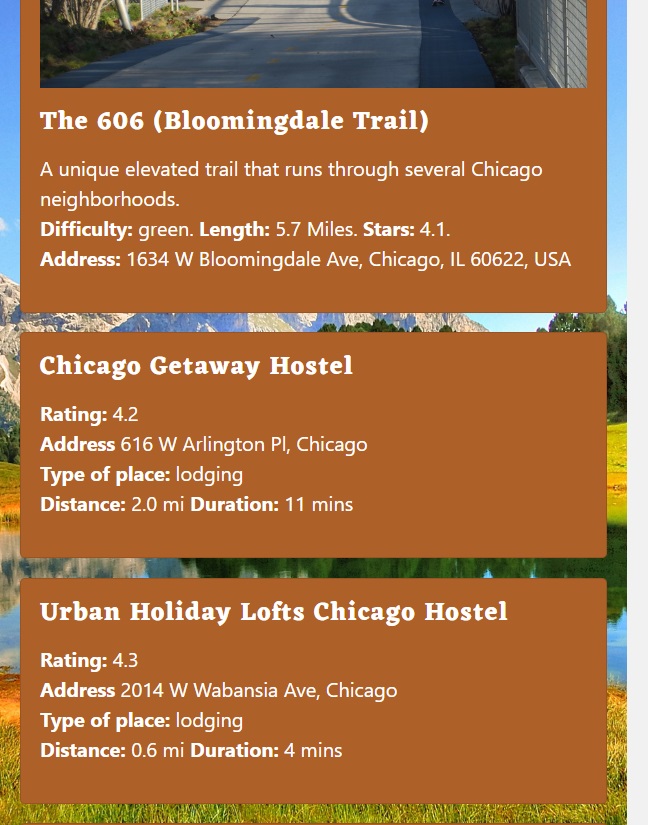 The 606 (Bloomingdale Trail)
A unique elevated trail that runs through several Chicago
neighborhoods.
Difficulty: green. Length: 5.7 Miles. Stars: 4.1.
Address: 1634 W Bloomingdale Ave, Chicago, IL 60622, USA
Chicago Getaway Hostel
Rating: 4.2
Address 616 W Arlington Pl, Chicago
Type of place: lodging
Distance: 2.0 mi Duration: 11 mins
Urban Holiday Lofts Chicago Hostel
Rating: 4.3
Address 2014 W Wabansia Ave, Chicago
Type of place: lodging
Distance: 0.6 mi Duration: 4 mins